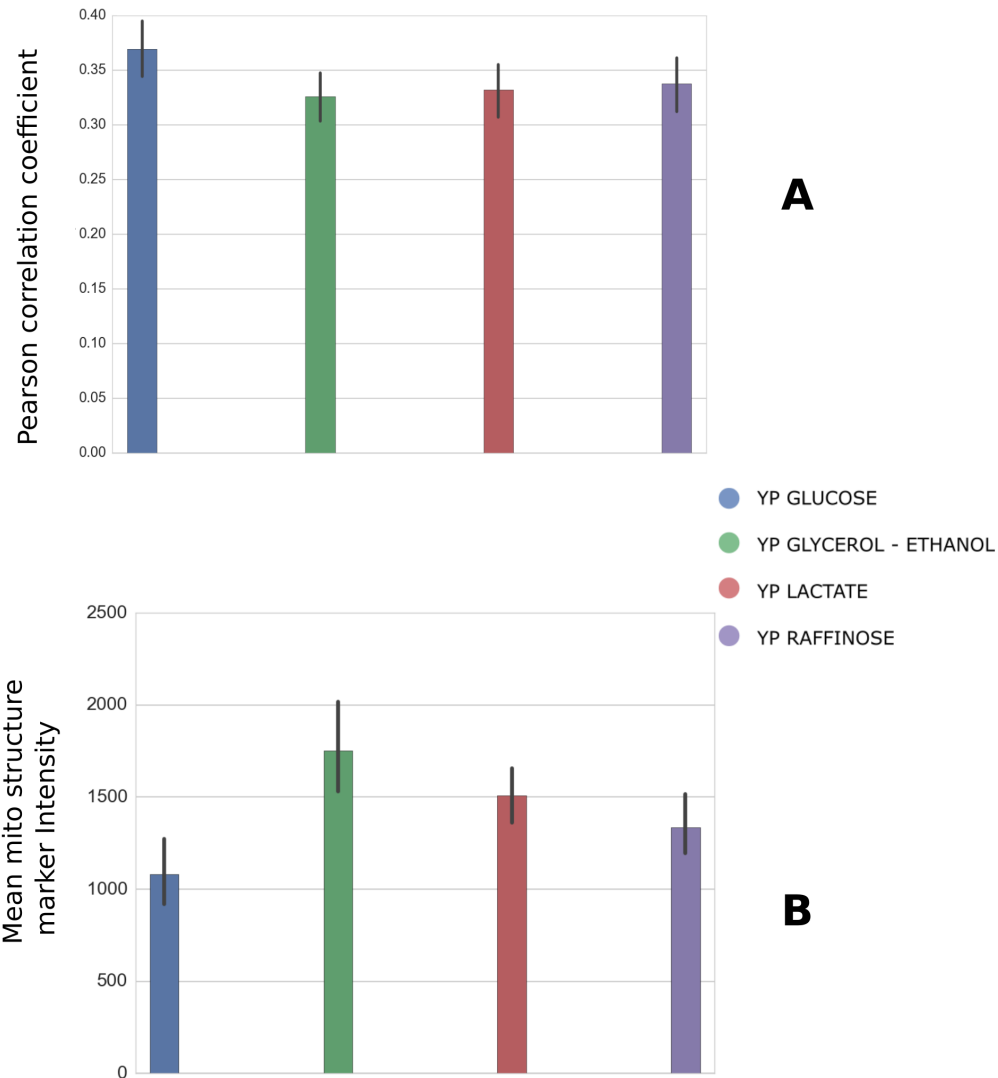 0.40
0.35
0.30
0.25
0.20
0.15
0.10
0.05
0.00
Pearson correlation coefficient
A
YP GLUCOSE
YP GLYCEROL - ETHANOL
YP LACTATE
YP RAFFINOSE
2500
2000
1500
1000
500
0
Mean mito structure
marker Intensity
B